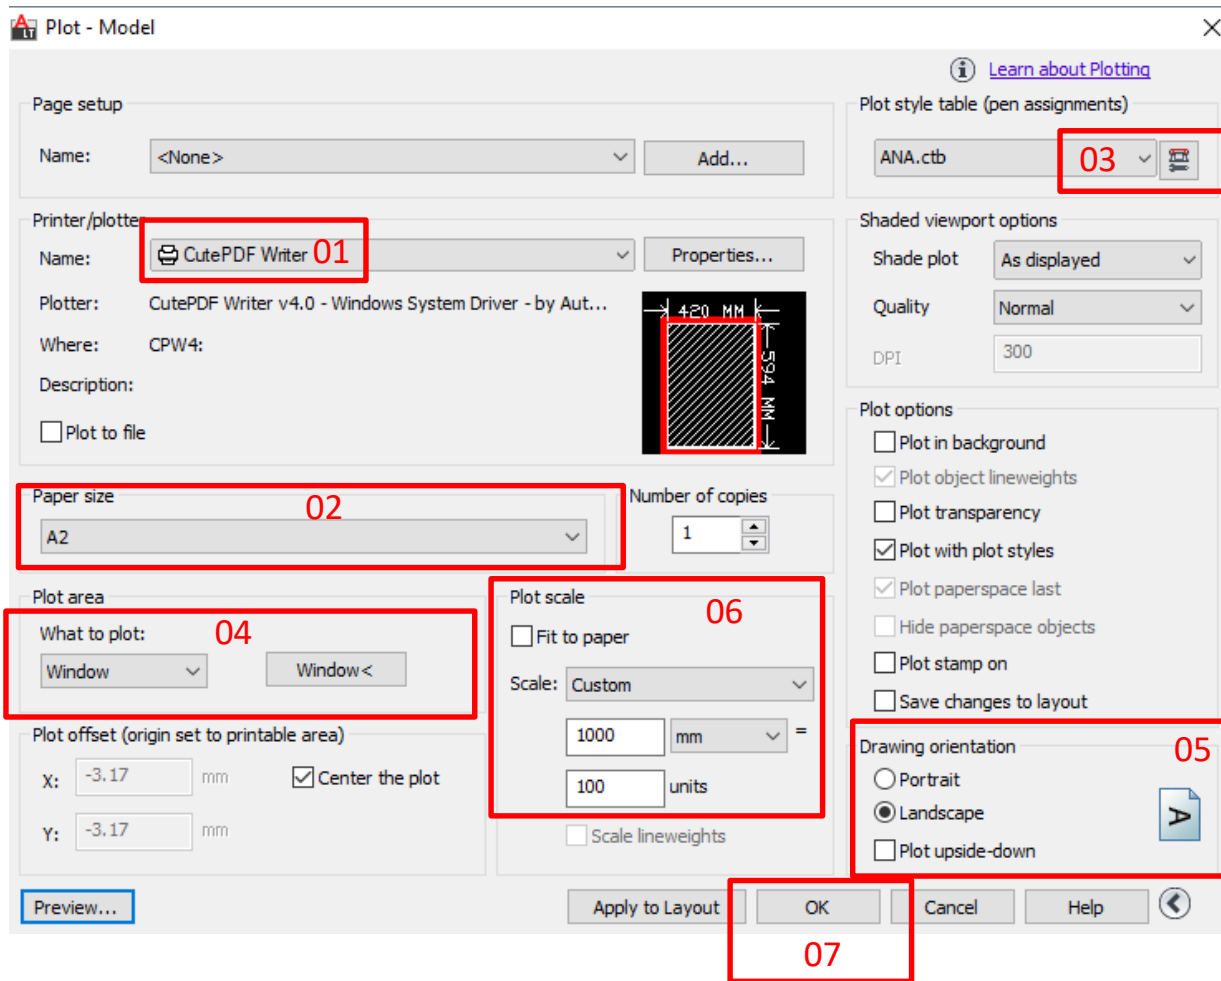 Plot - Model
Learn about Plotting
Page setup
Name: <None> Add...
Plot style table (pen assignments)
ANA.ctb 03
Printer/plotter
Name: CutePDF Writer 01 Properties...
Plotter: CutePDF Writer v4.0 - Windows System Driver - by Aut...
Where: CPW4:
Description:
Plot to file
420 MM
594 MM
Shaded viewport options
Shade plot As displayed
Quality Normal
DPI 300
Paper size 02
A2
Number of copies
1
Plot options
Plot in background
Plot object lineweights
Plot transparency
Plot with plot styles
Plot paperspace last
Hide paperspace objects
Plot stamp on
Save changes to layout
Plot area
What to plot: 04
Window Window<
Plot scale 06
Fit to paper
Scale: Custom
1000 mm =
100 units
Scale lineweights
Plot offset (origin set to printable area)
X: -3.17 mm Center the plot
Y: -3.17 mm
Drawing orientation 05
Portrait
Landscape
Plot upside-down
A
Preview... Apply to Layout OK Cancel Help
07